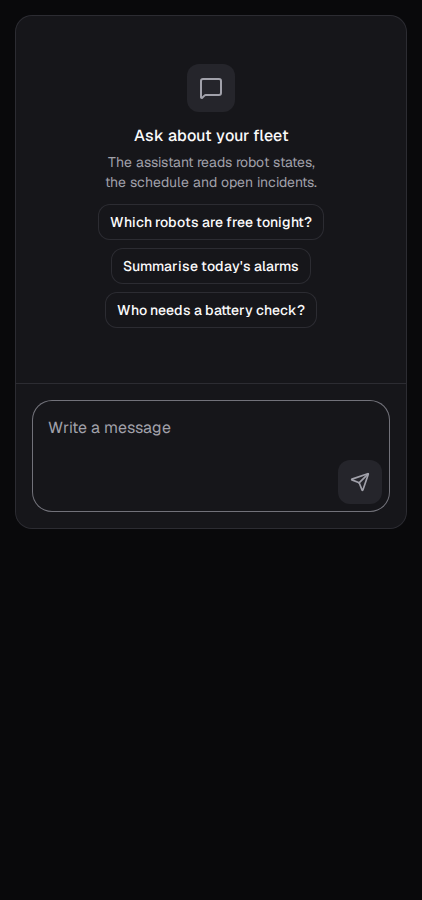 Ask about your fleet
The assistant reads robot states,
the schedule and open incidents.
Which robots are free tonight?
Summarise today's alarms
Who needs a battery check?
Write a message